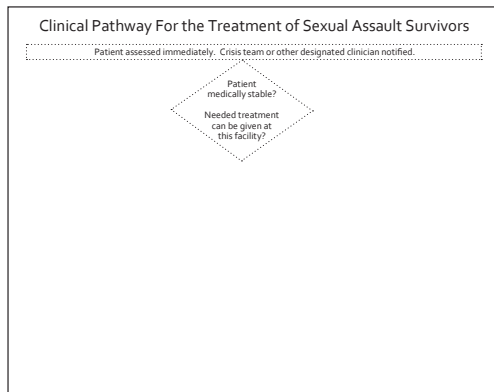 Clinical Pathway For the Treatment of Sexual Assault Survivors
Patient assessed immediately. Crisis team or other designated clinician notified.
Patient
medically stable?
Needed treatment
can be given at
this facility?